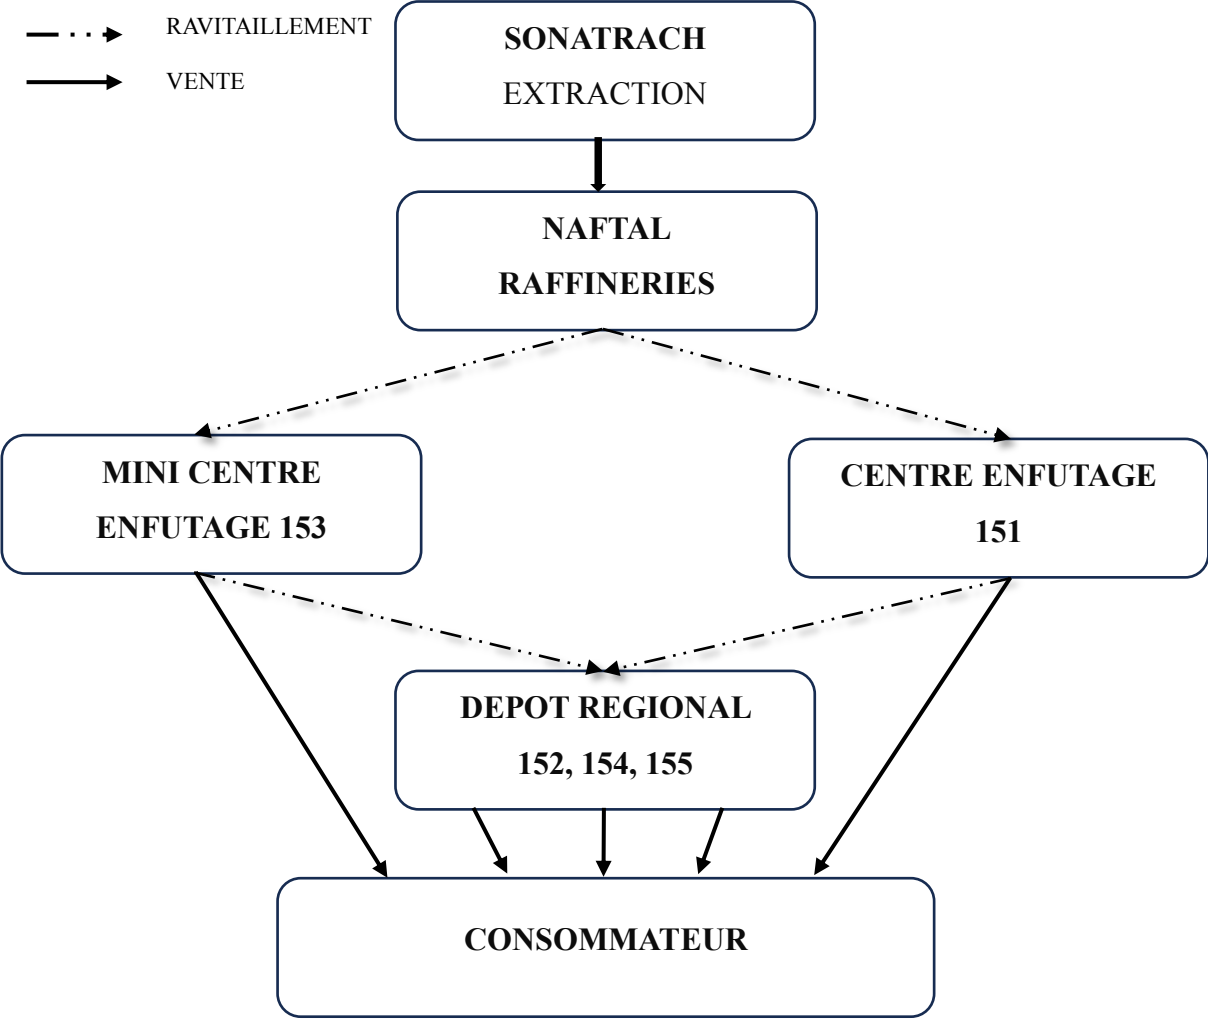 RAVITAILLEMENT
VENTE
SONATRACH
EXTRACTION
NAFTAL
RAFFINERIES
MINI CENTRE
ENFUTAGE 153
CENTRE ENFUTAGE
151
DEPOT REGIONAL
152, 154, 155
CONSOMMATEUR